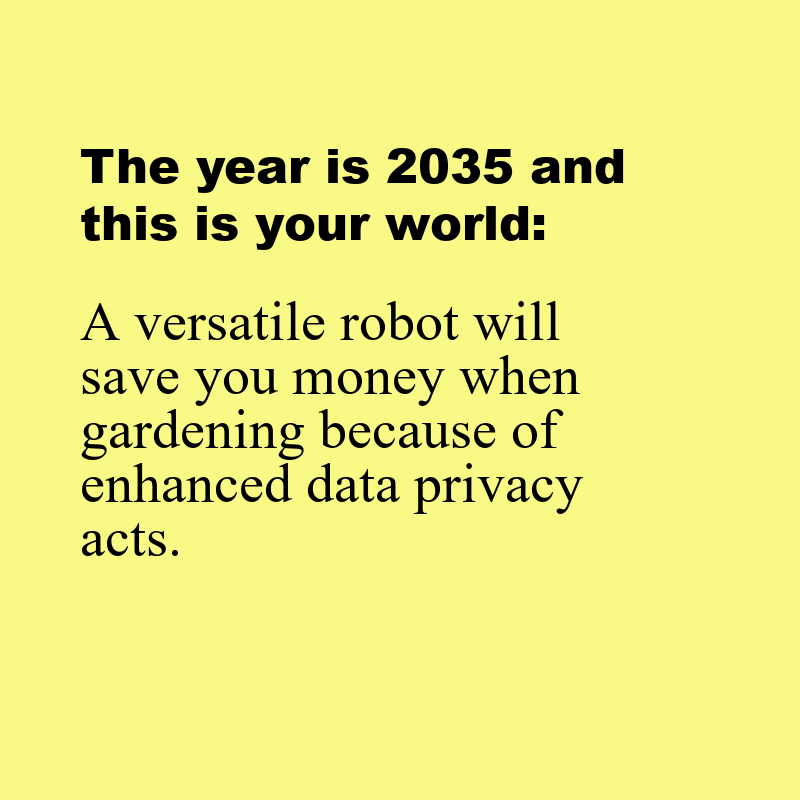 The year is 2035 and
this is your world:
A versatile robot will
save you money when
gardening because of
enhanced data privacy
acts.